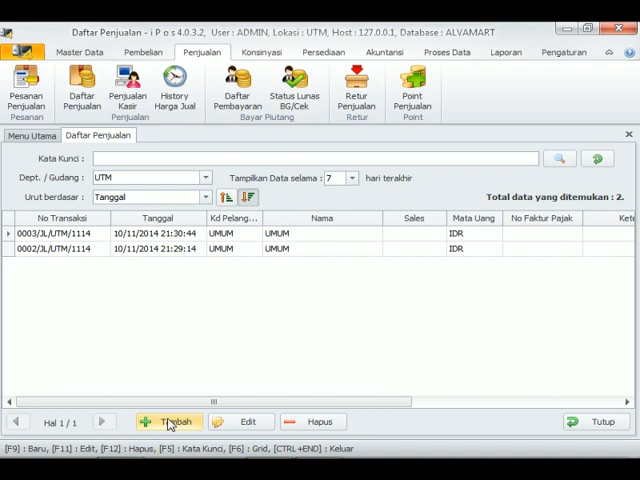 Daftar Penjualan - i P o s 4.0.3.2, User : ADMIN, Lokasi : UTM, Host : 127.0.0.1, Database : ALVAMART
Master Data Pembelian Penjualan Konsinyasi Persediaan Akuntansi Proses Data Laporan Pengaturan
Pesanan Penjualan
Daftar Penjualan
Penjualan Kasir
History Harga Jual
Daftar Pembayaran
Status Lunas BG/Cek
Retur Penjualan
Point Penjualan
Pesanan Penjualan Bayar Piutang Retur Point
Menu Utama Daftar Penjualan
Kata Kunci :
Dept. / Gudang : UTM Tampilkan Data selama : 7 hari terakhir
Urut berdasar : Tanggal Total data yang ditemukan : 2.
No Transaksi Tanggal Kd Pelang... Nama Sales Mata Uang No Faktur Pajak Kete
0003/JL/UTM/1114 10/11/2014 21:30:44 UMUM UMUM IDR
0002/JL/UTM/1114 10/11/2014 21:29:14 UMUM UMUM IDR
Hal 1 / 1 Tambah Edit Hapus Tutup
[F9] : Baru, [F11] : Edit, [F12] : Hapus, [F5] : Kata Kunci, [F6] : Grid, [CTRL+END] : Keluar